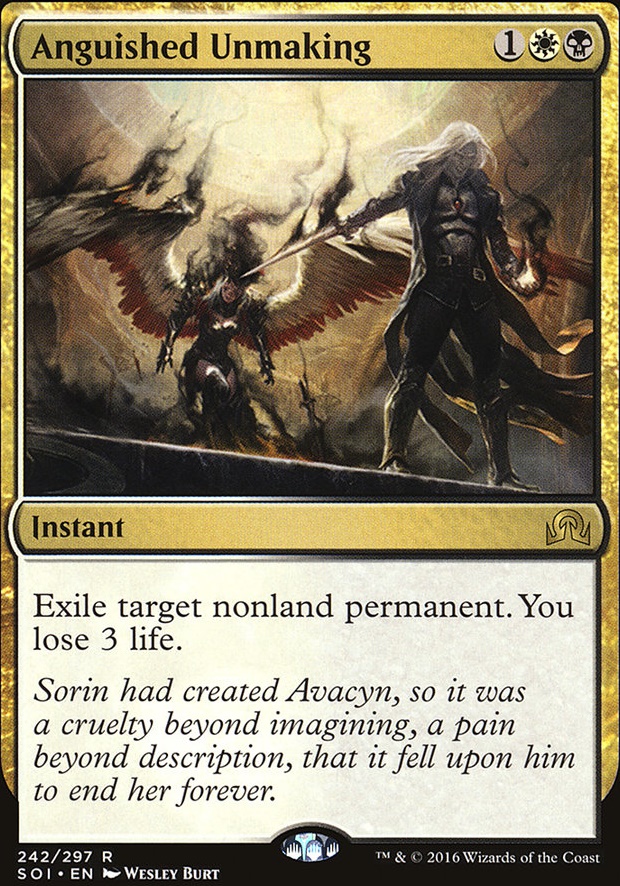 Anguished Unmaking 1
Instant
Exile target nonland permanent. You
lose 3 life.
Sorin had created Avacyn, so it was
a cruelty beyond imagining, a pain
beyond description, that it fell upon him
to end her forever.
242/297 R
SOI • EN Wesley Burt
™ & © 2016 Wizards of the Coast